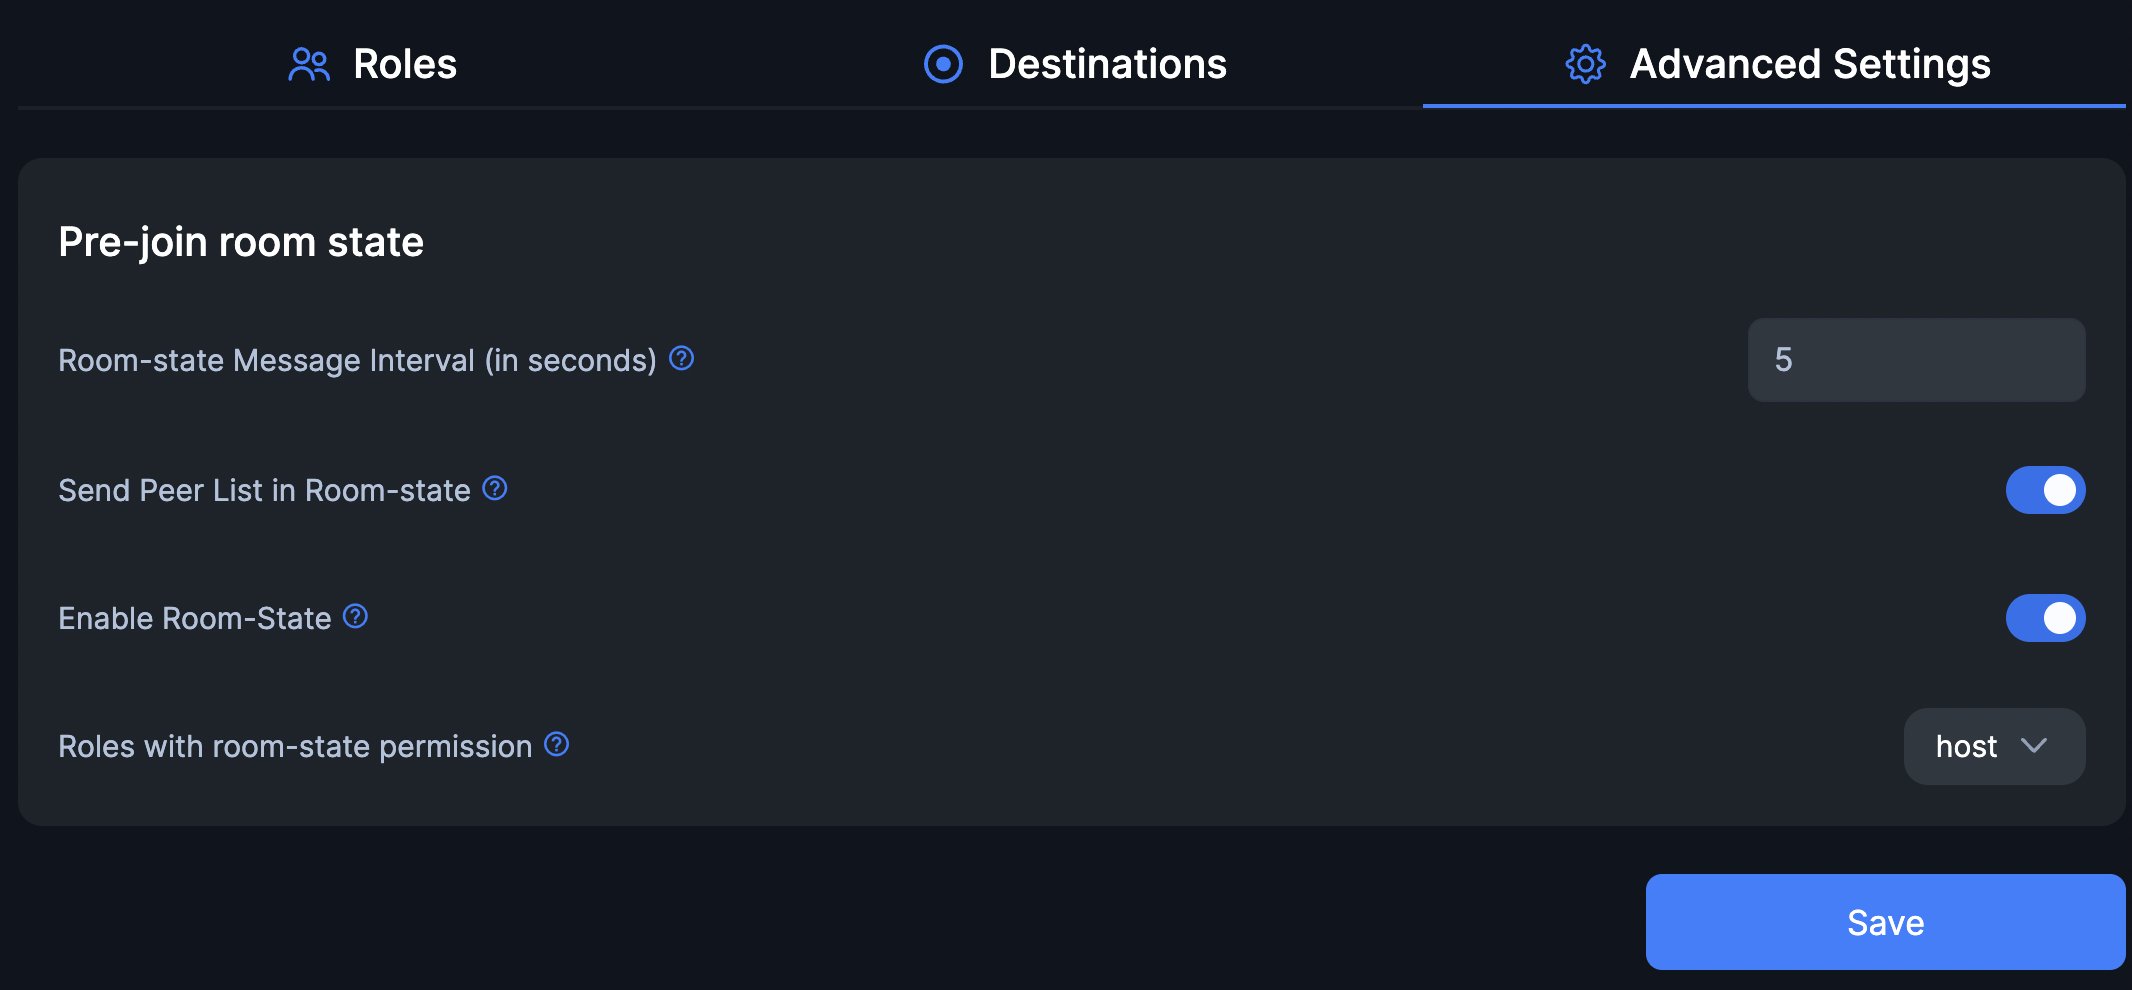 Roles
Destinations
Advanced Settings
Pre-join room state
Room-state Message Interval (in seconds)
5
Send Peer List in Room-state
Enable Room-State
Roles with room-state permission
host
Save